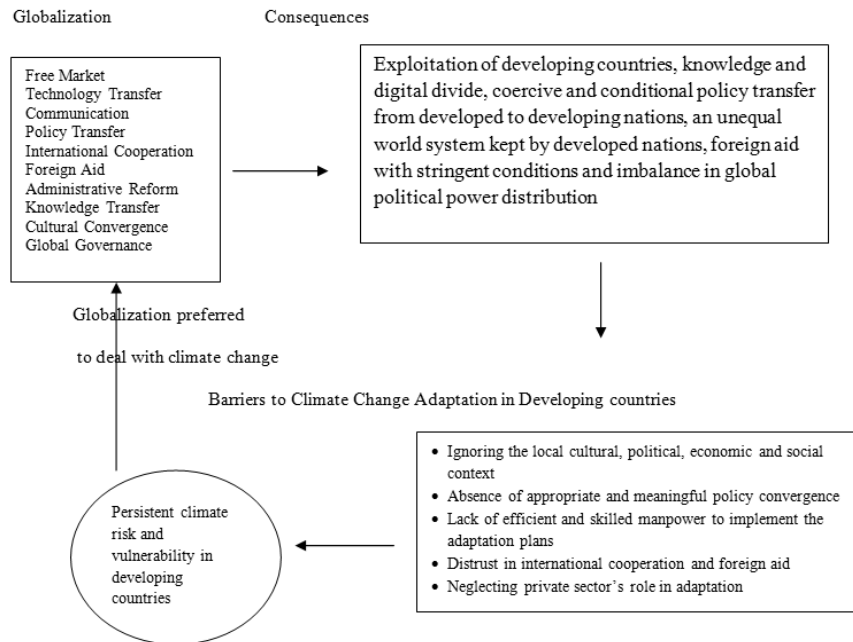 Globalization
Consequences
Free Market
Technology Transfer
Communication
Policy Transfer
International Cooperation
Foreign Aid
Administrative Reform
Knowledge Transfer
Cultural Convergence
Global Governance
Exploitation of developing countries, knowledge and
digital divide, coercive and conditional policy transfer
from developed to developing nations, an unequal
world system kept by developed nations, foreign aid
with stringent conditions and imbalance in global
political power distribution
Globalization preferred
to deal with climate change
Barriers to Climate Change Adaptation in Developing countries
• Ignoring the local cultural, political, economic and social
context
• Absence of appropriate and meaningful policy convergence
• Lack of efficient and skilled manpower to implement the
adaptation plans
• Distrust in international cooperation and foreign aid
• Neglecting private sector's role in adaptation
Persistent climate
risk and
vulnerability in
developing
countries